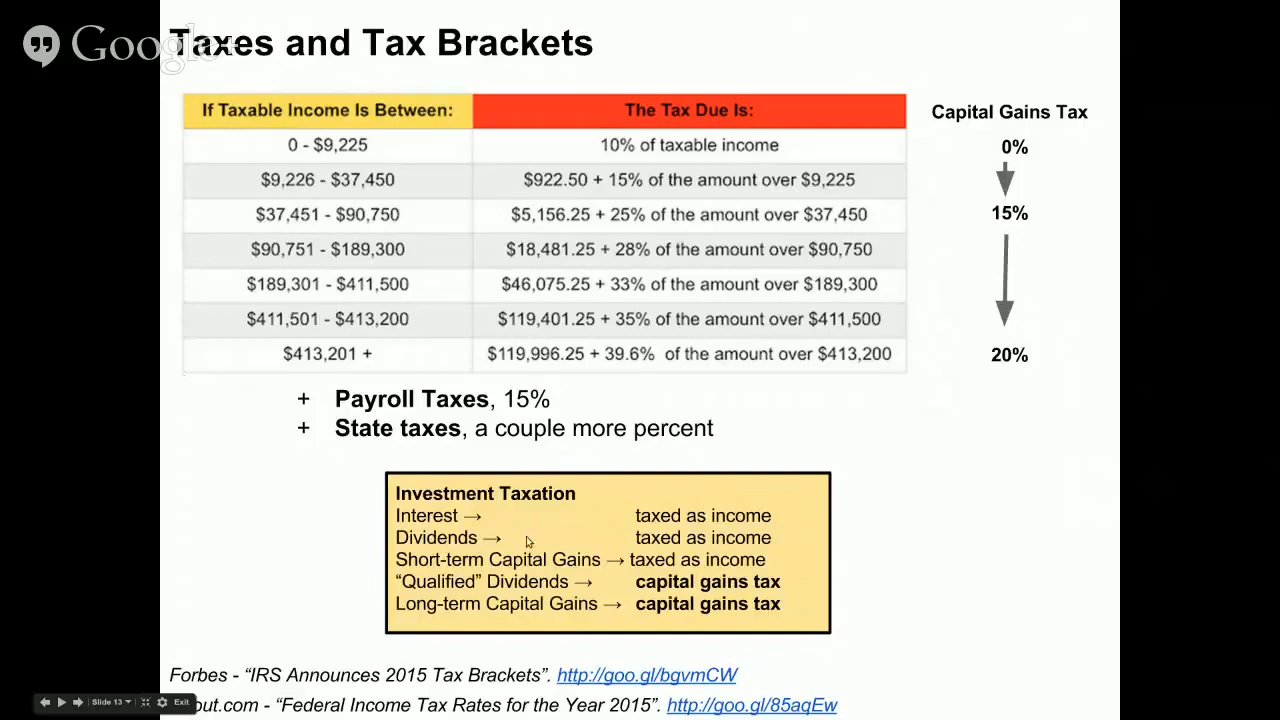 Google+
Taxes and Tax Brackets
If Taxable Income Is Between: The Tax Due Is: Capital Gains Tax
0 - $9,225 10% of taxable income 0%
$9,226 - $37,450 $922.50 + 15% of the amount over $9,225
$37,451 - $90,750 $5,156.25 + 25% of the amount over $37,450 15%
$90,751 - $189,300 $18,481.25 + 28% of the amount over $90,750
$189,301 - $411,500 $46,075.25 + 33% of the amount over $189,300
$411,501 - $413,200 $119,401.25 + 35% of the amount over $411,500
$413,201 + $119,996.25 + 39.6% of the amount over $413,200 20%
+ Payroll Taxes, 15%
+ State taxes, a couple more percent
Investment Taxation
Interest → taxed as income
Dividends → taxed as income
Short-term Capital Gains → taxed as income
“Qualified” Dividends → capital gains tax
Long-term Capital Gains → capital gains tax
Forbes - “IRS Announces 2015 Tax Brackets”. http://goo.gl/bgvmCW
Slide 13 Exit
out.com - “Federal Income Tax Rates for the Year 2015”. http://goo.gl/85aqEw